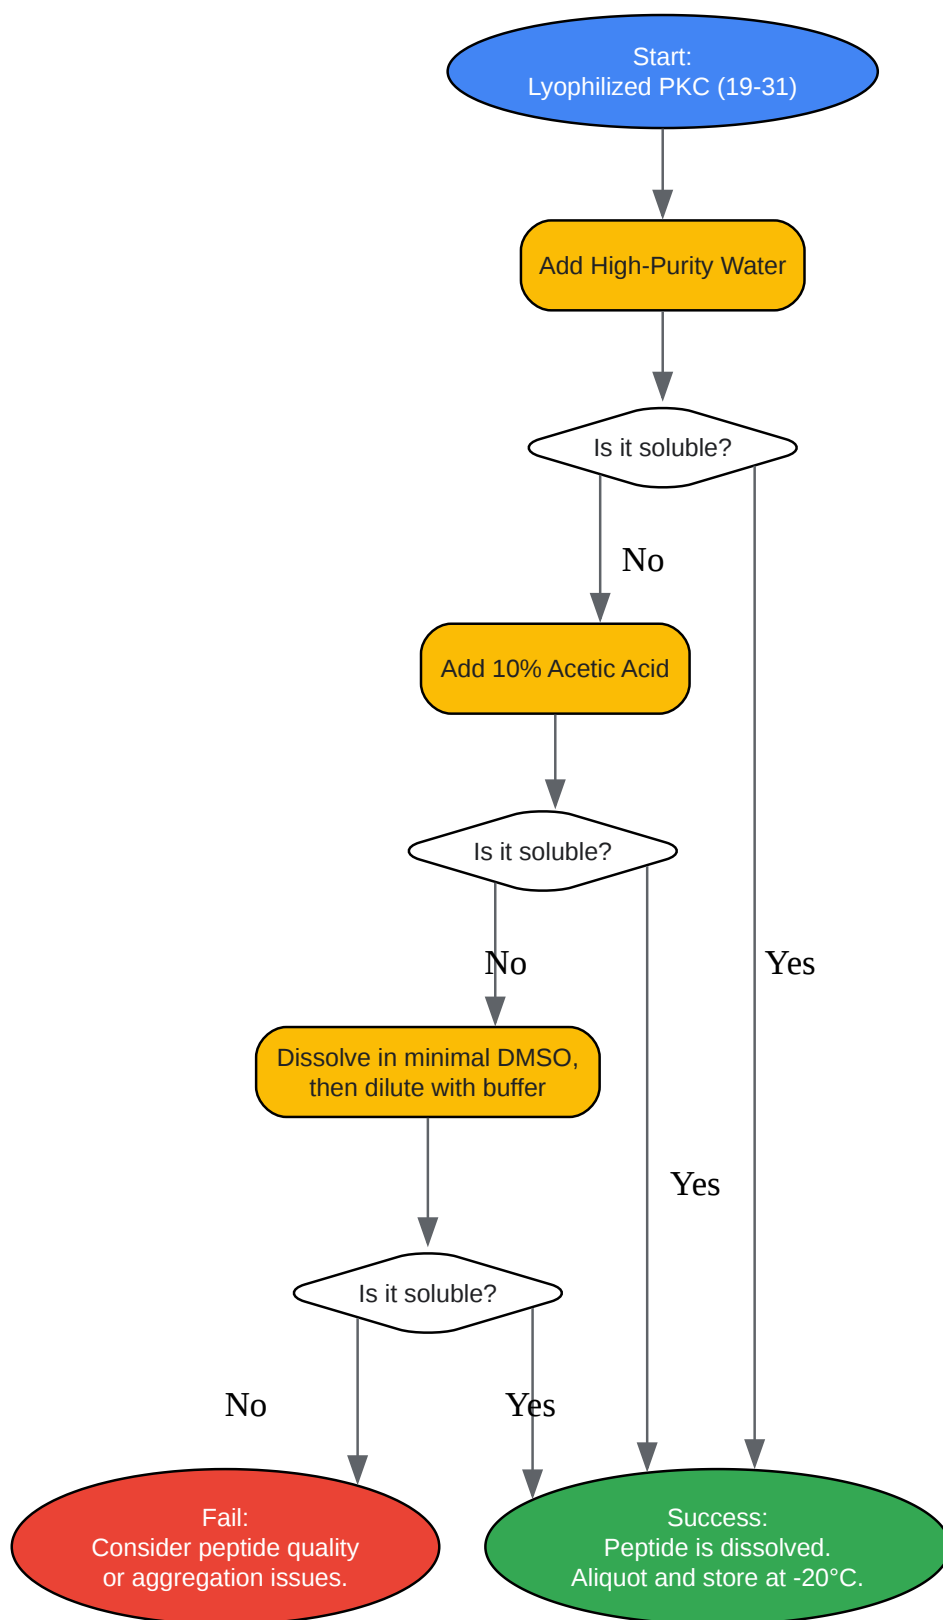 Start:
Lyophilized PKC (19-31)
Add High-Purity Water
Is it soluble?
No
Add 10% Acetic Acid
Is it soluble?
No
Yes
Dissolve in minimal DMSO,
then dilute with buffer
Yes
Is it soluble?
No
Yes
Fail:
Consider peptide quality
or aggregation issues.
Success:
Peptide is dissolved.
Aliquot and store at -20°C.